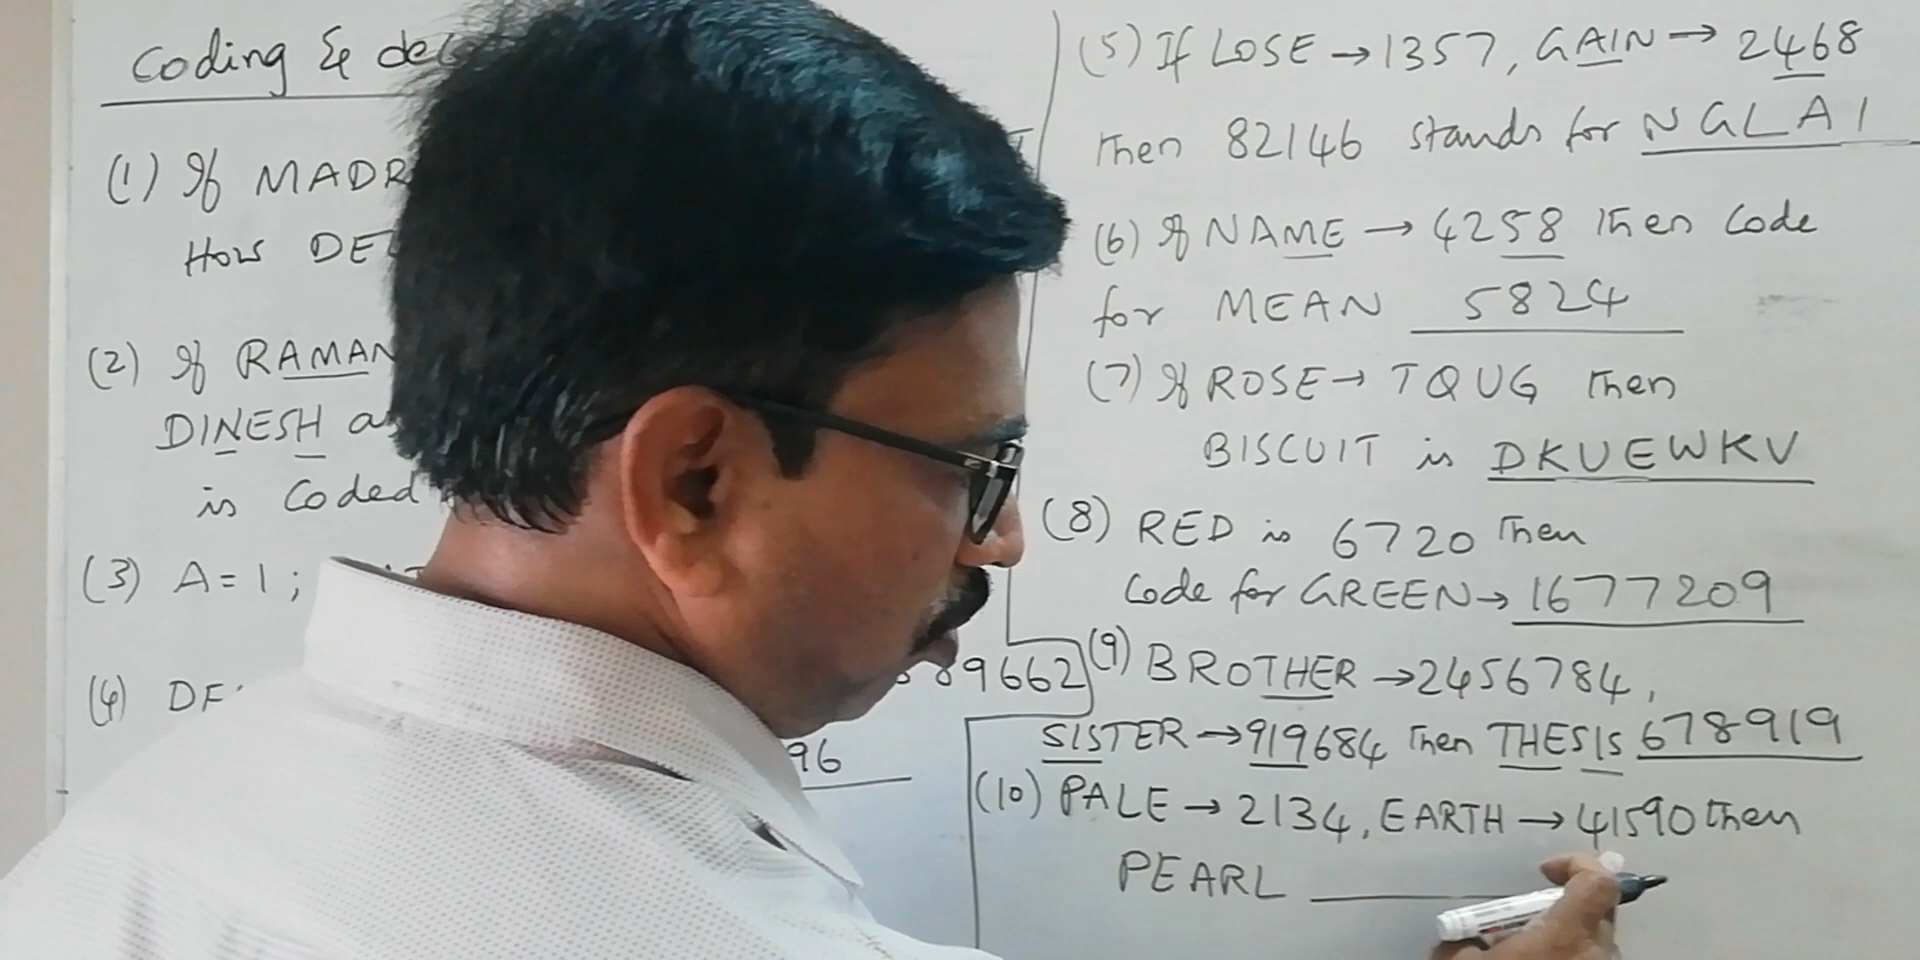 Coding &
(1) If MADR
How DE
(2) If RAMAN
DINESH
is Coded
(3) A = 1 ;
(4) DE
89662
96
(5) If LOSE → 1357, GAIN → 2468
then 82146 stands for NGLAI
(6) If NAME → 4258 then Code
for MEAN 5824
(7) If ROSE → TQUG then
BISCUIT is DKUEWKV
(8) RED is 6720 then
Code for GREEN → 1677209
(9) BROTHER → 2456784,
SISTER → 919684 then THESIS 678919
(10) PALE → 2134, EARTH → 41590 then
PEARL